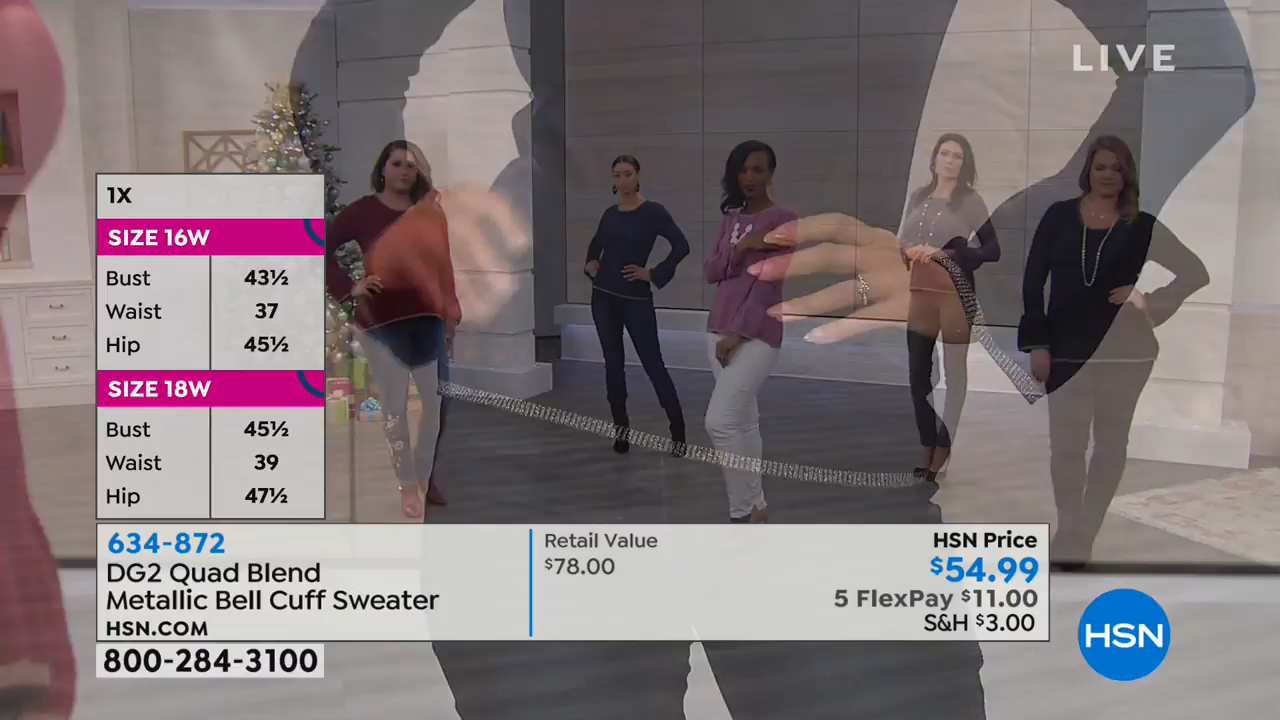 LIVE
1X
SIZE 16W
Bust 43½
Waist 37
Hip 45½
SIZE 18W
Bust 45½
Waist 39
Hip 47½
634-872
DG2 Quad Blend
Metallic Bell Cuff Sweater
HSN.COM
800-284-3100
Retail Value
$78.00
HSN Price
$54.99
5 FlexPay $11.00
S&H $3.00
HSN